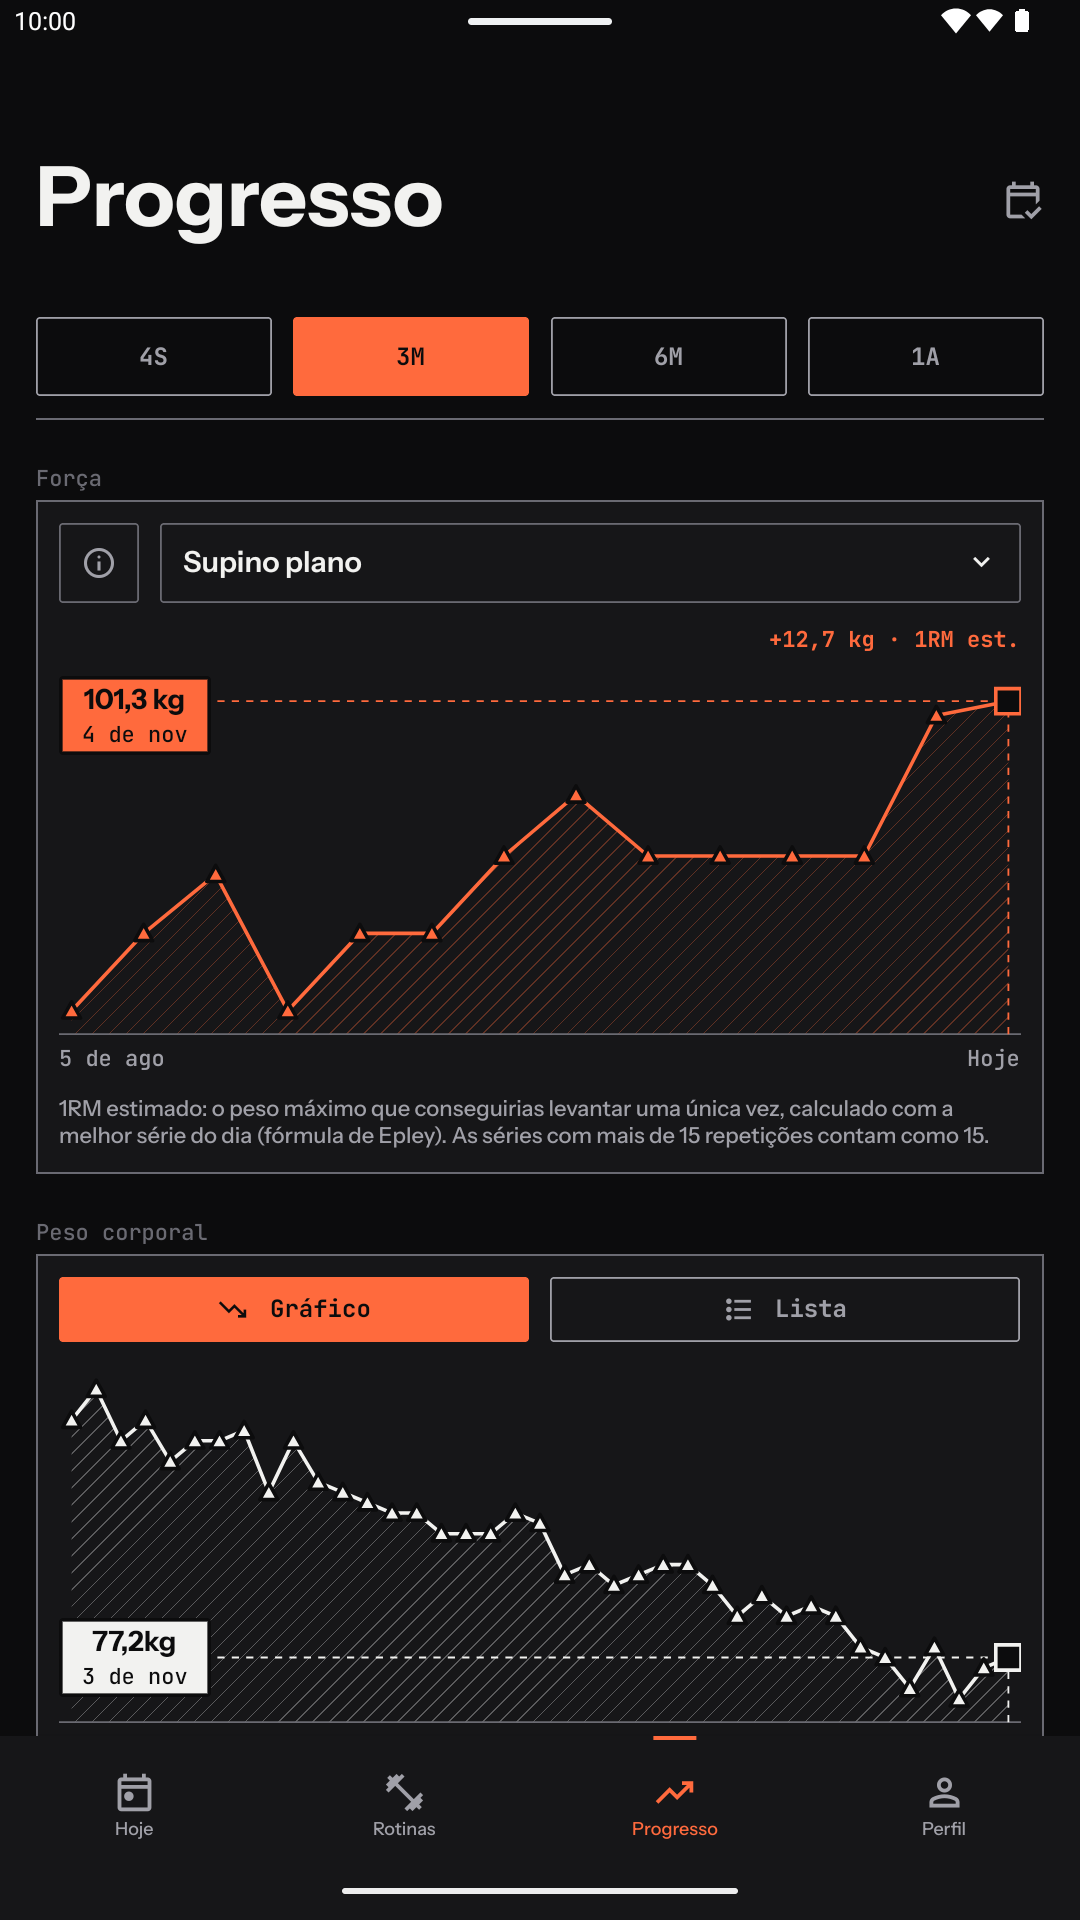 10:00
Progresso
4S
3M
6M
1A
Força
Supino plano
+12,7 kg · 1RM est.
101,3 kg
4 de nov
5 de ago
Hoje
1RM estimado: o peso máximo que conseguirias levantar uma única vez, calculado com a
melhor série do dia (fórmula de Epley). As séries com mais de 15 repetições contam como 15.
Peso corporal
Gráfico
Lista
77,2kg
3 de nov
Hoje
Rotinas
Progresso
Perfil